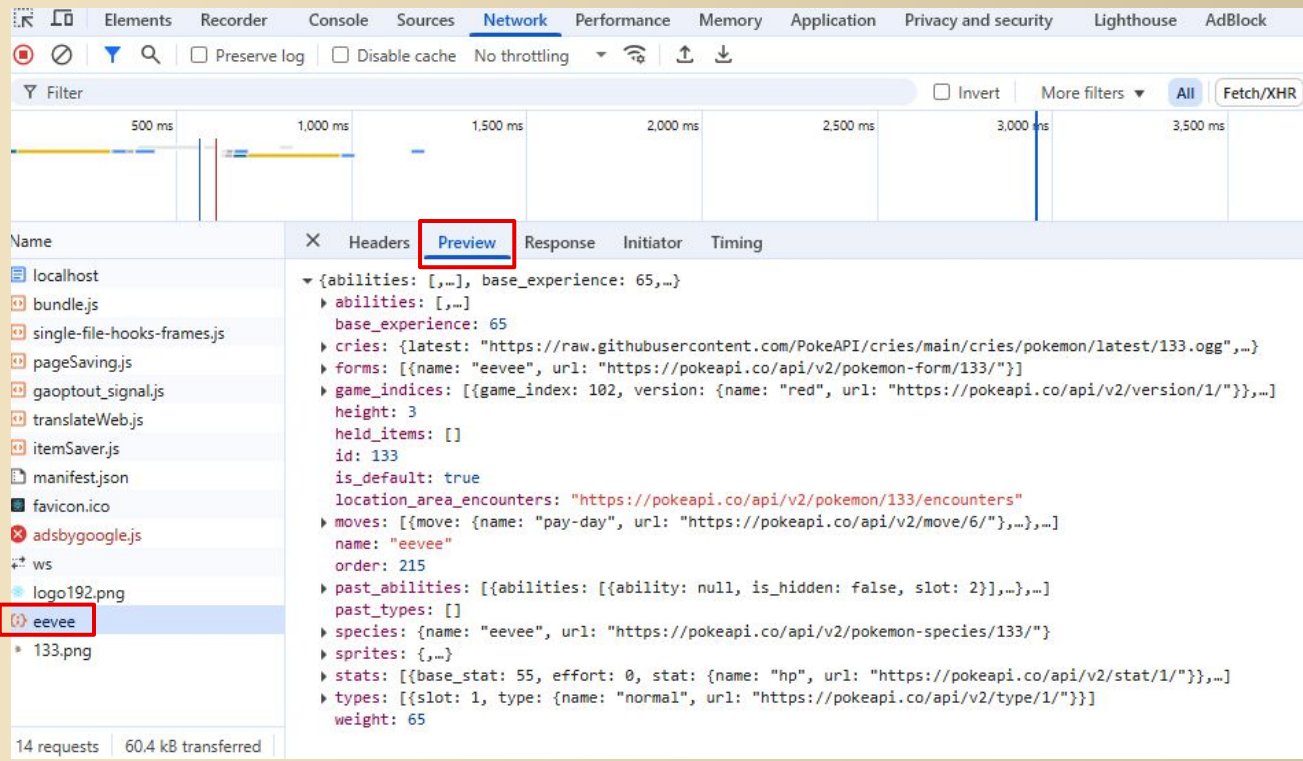 Elements Recorder Console Sources Network Performance Memory Application Privacy and security Lighthouse AdBlock
Preserve log Disable cache No throttling
Filter Invert More filters All Fetch/XHR
500 ms 1,000 ms 1,500 ms 2,000 ms 2,500 ms 3,000 ms 3,500 ms
Name
localhost
bundle.js
single-file-hooks-frames.js
pageSaving.js
gaoptout_signal.js
translateWeb.js
itemSaver.js
manifest.json
favicon.ico
adsbygoogle.js
ws
logo192.png
eevee
133.png
14 requests 60.4 kB transferred
Headers Preview Response Initiator Timing
{abilities: [,…], base_experience: 65,…}
abilities: [,…]
base_experience: 65
cries: {latest: "https://raw.githubusercontent.com/PokeAPI/cries/main/cries/pokemon/latest/133.ogg",…}
forms: [{name: "eevee", url: "https://pokeapi.co/api/v2/pokemon-form/133/"}]
game_indices: [{game_index: 102, version: {name: "red", url: "https://pokeapi.co/api/v2/version/1/"}},…]
height: 3
held_items: []
id: 133
is_default: true
location_area_encounters: "https://pokeapi.co/api/v2/pokemon/133/encounters"
moves: [{move: {name: "pay-day", url: "https://pokeapi.co/api/v2/move/6/"},…},…]
name: "eevee"
order: 215
past_abilities: [{abilities: [{ability: null, is_hidden: false, slot: 2}],…},…]
past_types: []
species: {name: "eevee", url: "https://pokeapi.co/api/v2/pokemon-species/133/"}
sprites: {,…}
stats: [{base_stat: 55, effort: 0, stat: {name: "hp", url: "https://pokeapi.co/api/v2/stat/1/"}},…]
types: [{slot: 1, type: {name: "normal", url: "https://pokeapi.co/api/v2/type/1/"}}]
weight: 65